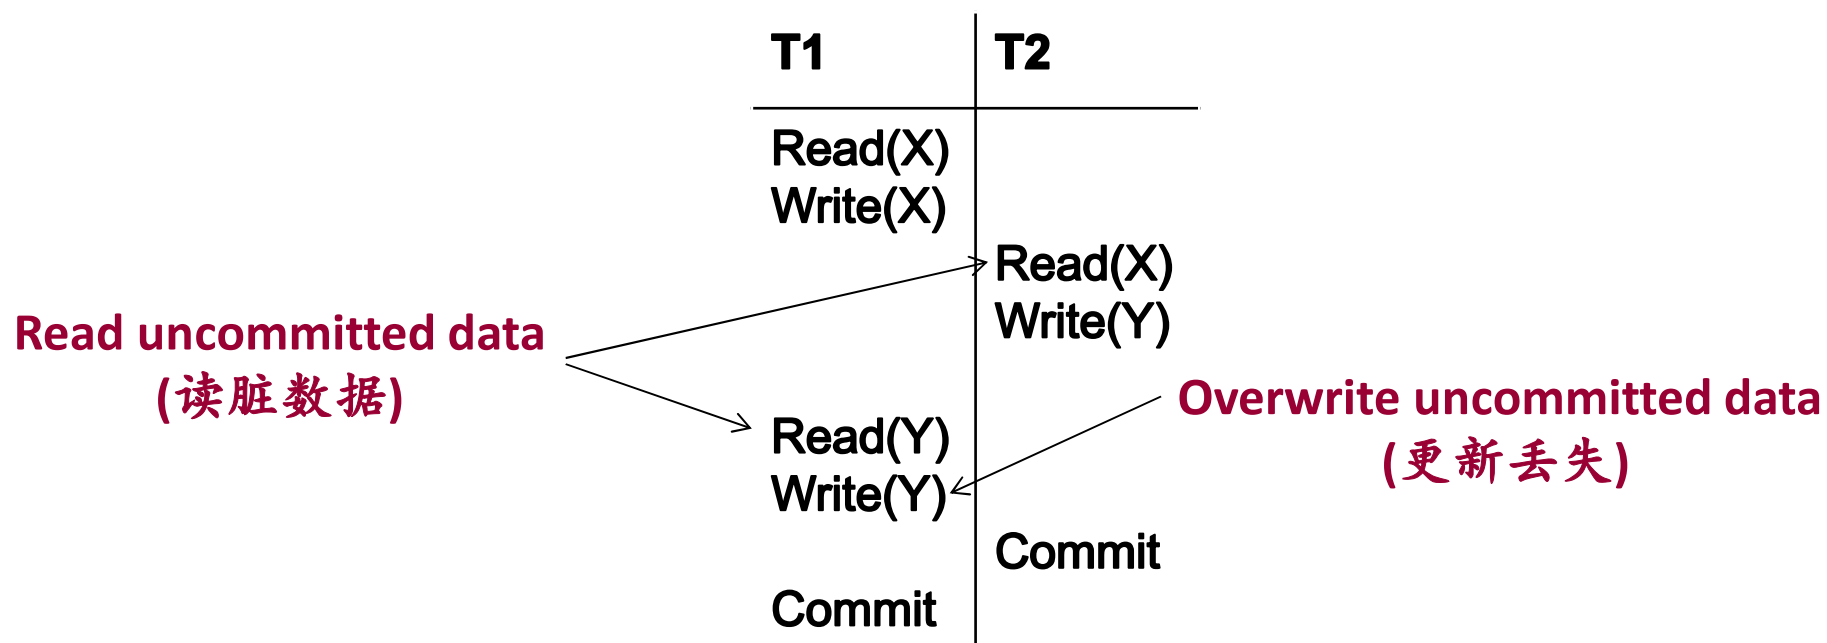 T1 T2
Read(X)
Write(X)
Read(X)
Write(Y)
Read uncommitted data
(读脏数据)
Read(Y)
Write(Y)
Overwrite uncommitted data
(更新丢失)
Commit
Commit